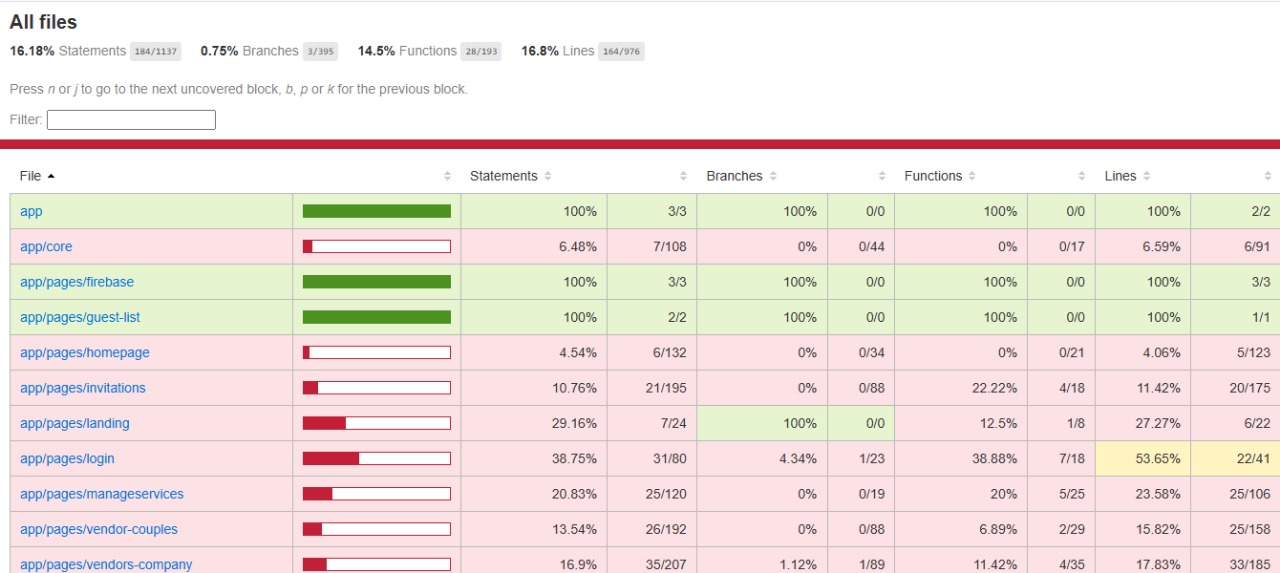 All files
16.18% Statements 184/1137 0.75% Branches 3/395 14.5% Functions 28/193 16.8% Lines 164/976
Press n or j to go to the next uncovered block, b, p or k for the previous block.
Filter:
File Statements Branches Functions Lines
app 100% 3/3 100% 0/0 100% 0/0 100% 2/2
app/core 6.48% 7/108 0% 0/44 0% 0/17 6.59% 6/91
app/pages/firebase 100% 3/3 100% 0/0 100% 0/0 100% 3/3
app/pages/guest-list 100% 2/2 100% 0/0 100% 0/0 100% 1/1
app/pages/homepage 4.54% 6/132 0% 0/34 0% 0/21 4.06% 5/123
app/pages/invitations 10.76% 21/195 0% 0/88 22.22% 4/18 11.42% 20/175
app/pages/landing 29.16% 7/24 100% 0/0 12.5% 1/8 27.27% 6/22
app/pages/login 38.75% 31/80 4.34% 1/23 38.88% 7/18 53.65% 22/41
app/pages/manageservices 20.83% 25/120 0% 0/19 20% 5/25 23.58% 25/106
app/pages/vendor-couples 13.54% 26/192 0% 0/88 6.89% 2/29 15.82% 25/158
app/pages/vendors-company 16.9% 35/207 1.12% 1/89 11.42% 4/35 17.83% 33/185